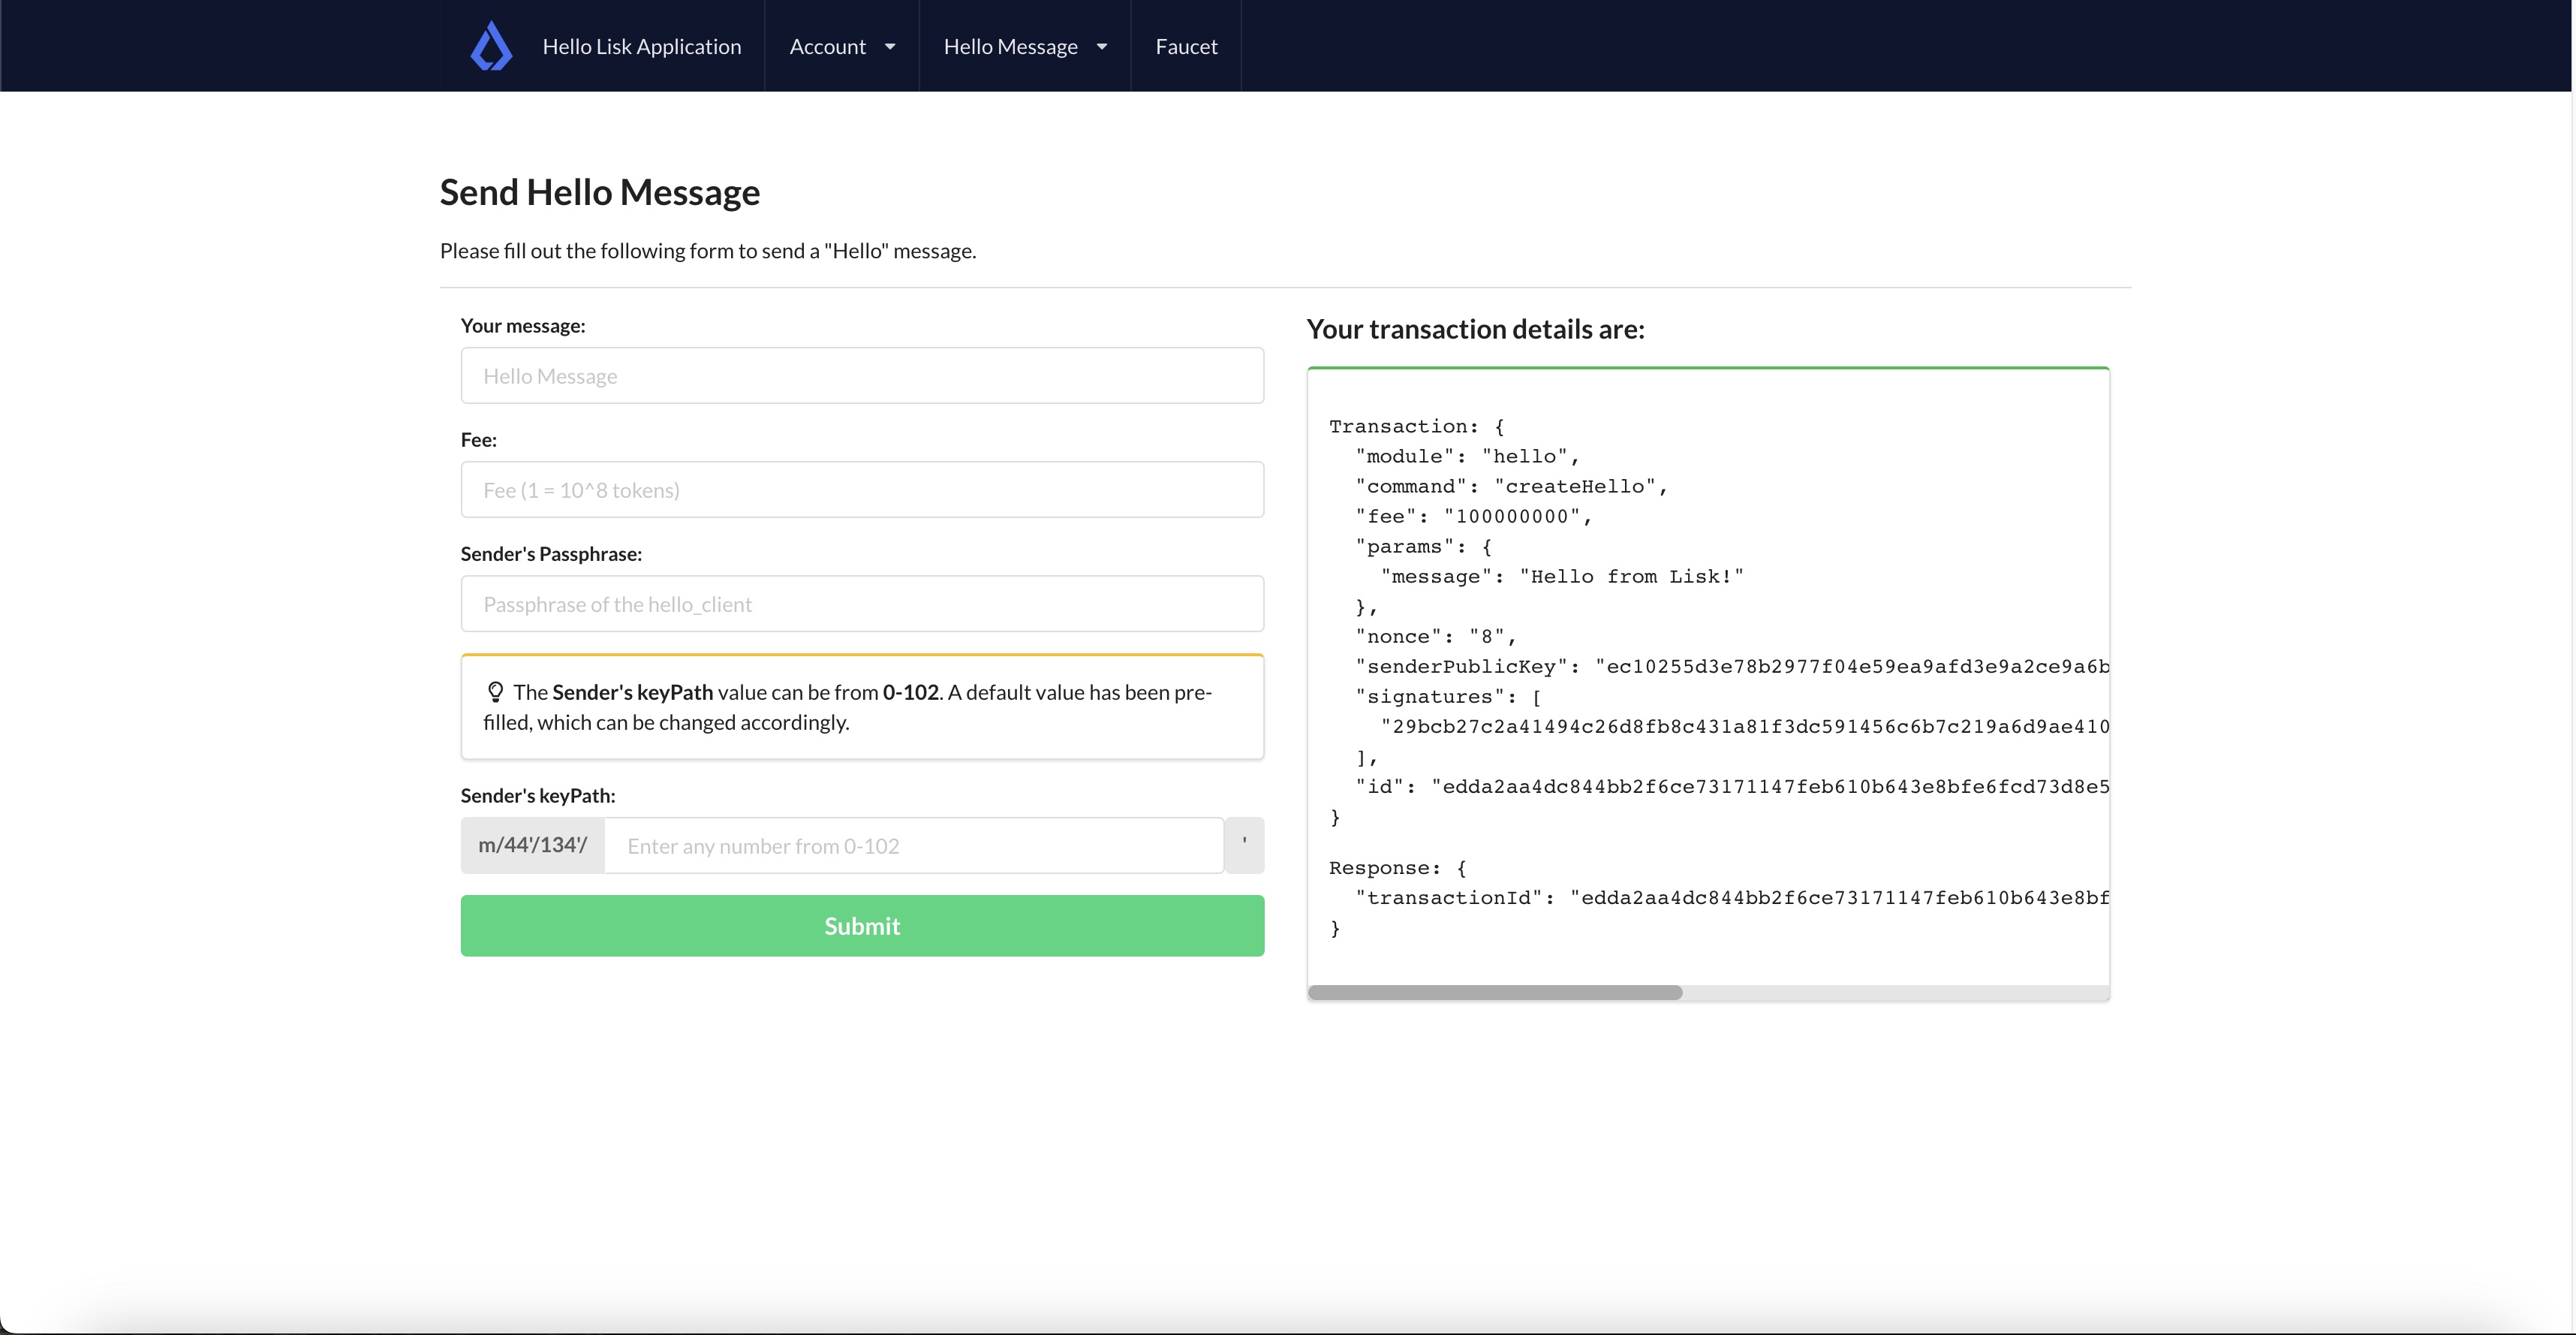 Hello Lisk Application
Account
Hello Message
Faucet
Send Hello Message
Please fill out the following form to send a "Hello" message.
Your message:
Hello Message
Fee:
Fee (1 = 10^8 tokens)
Sender's Passphrase:
Passphrase of the hello_client
The Sender's keyPath value can be from 0-102. A default value has been pre-
filled, which can be changed accordingly.
Sender's keyPath:
m/44'/134'/
Enter any number from 0-102
'
Submit
Your transaction details are:
Transaction: {
"module": "hello",
"command": "createHello",
"fee": "100000000",
"params": {
"message": "Hello from Lisk!"
},
"nonce": "8",
"senderPublicKey": "ec10255d3e78b2977f04e59ea9afd3e9a2ce9a6b
"signatures": [
"29bcb27c2a41494c26d8fb8c431a81f3dc591456c6b7c219a6d9ae410
],
"id": "edda2aa4dc844bb2f6ce73171147feb610b643e8bfe6fcd73d8e5
}
Response: {
"transactionId": "edda2aa4dc844bb2f6ce73171147feb610b643e8bf
}